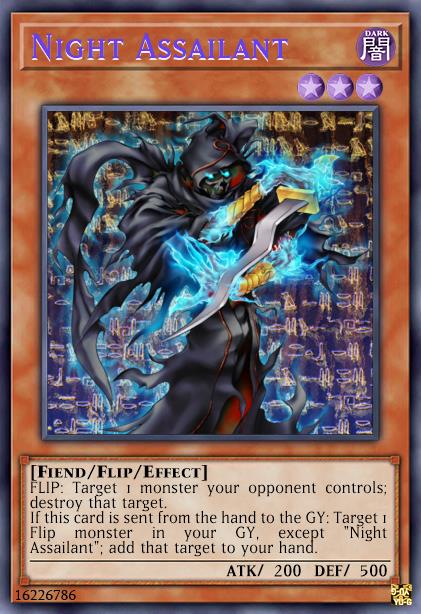 Night Assailant
DARK
闇
[Fiend/Flip/Effect]
FLIP: Target 1 monster your opponent controls;
destroy that target.
If this card is sent from the hand to the GY: Target 1
Flip monster in your GY, except "Night
Assailant"; add that target to your hand.
ATK/ 200 DEF/ 500
16226786